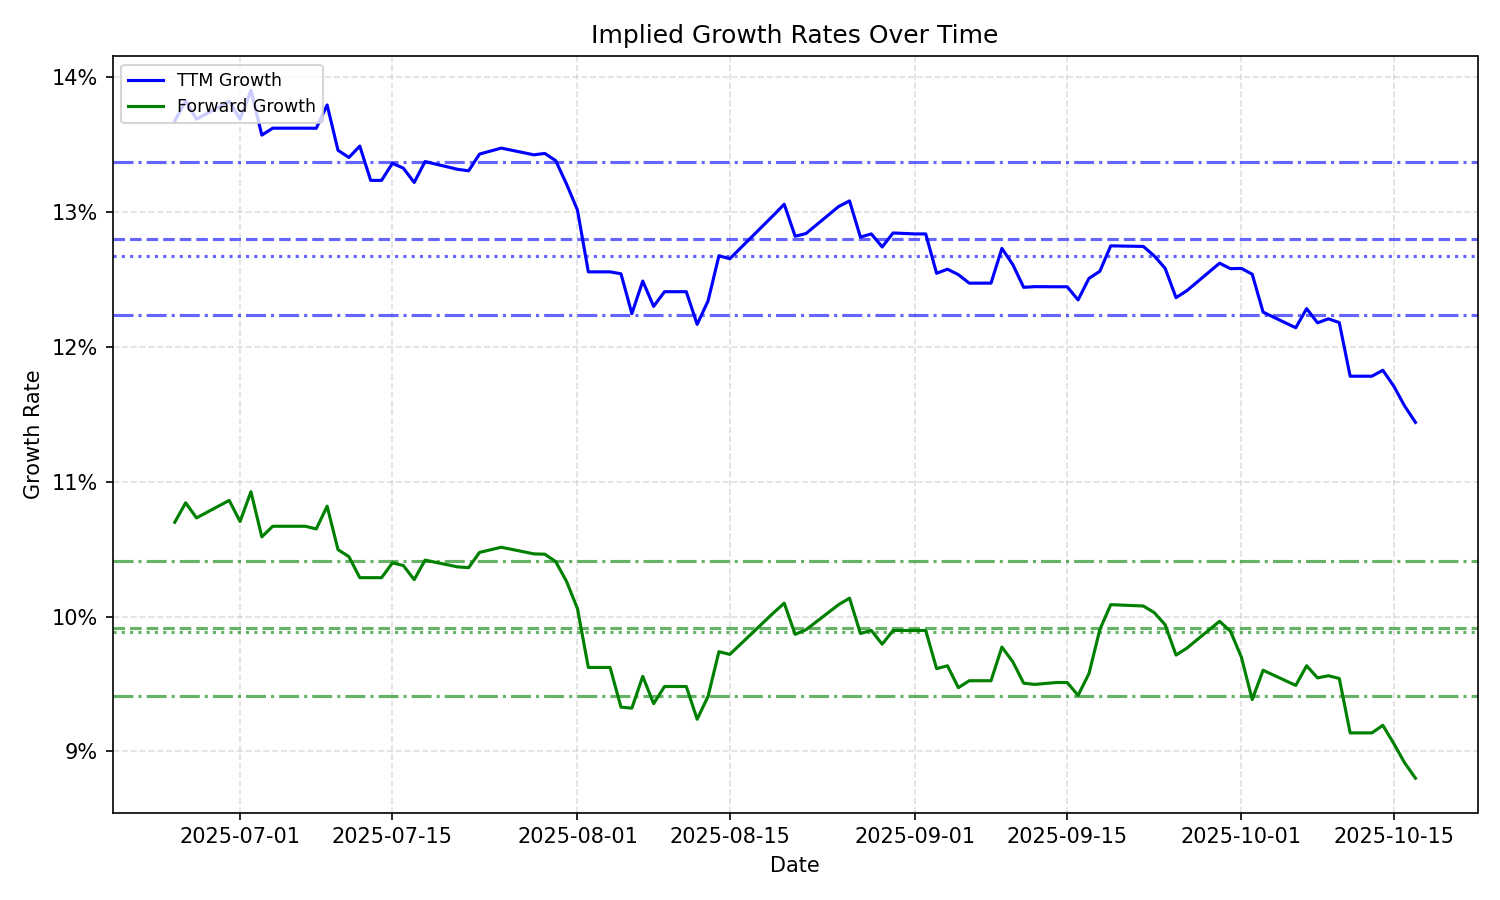 Implied Growth Rates Over Time
TTM Growth
Forward Growth
14%
13%
12%
11%
10%
9%
Growth Rate
2025-07-01
2025-07-15
2025-08-01
2025-08-15
2025-09-01
2025-09-15
2025-10-01
2025-10-15
Date